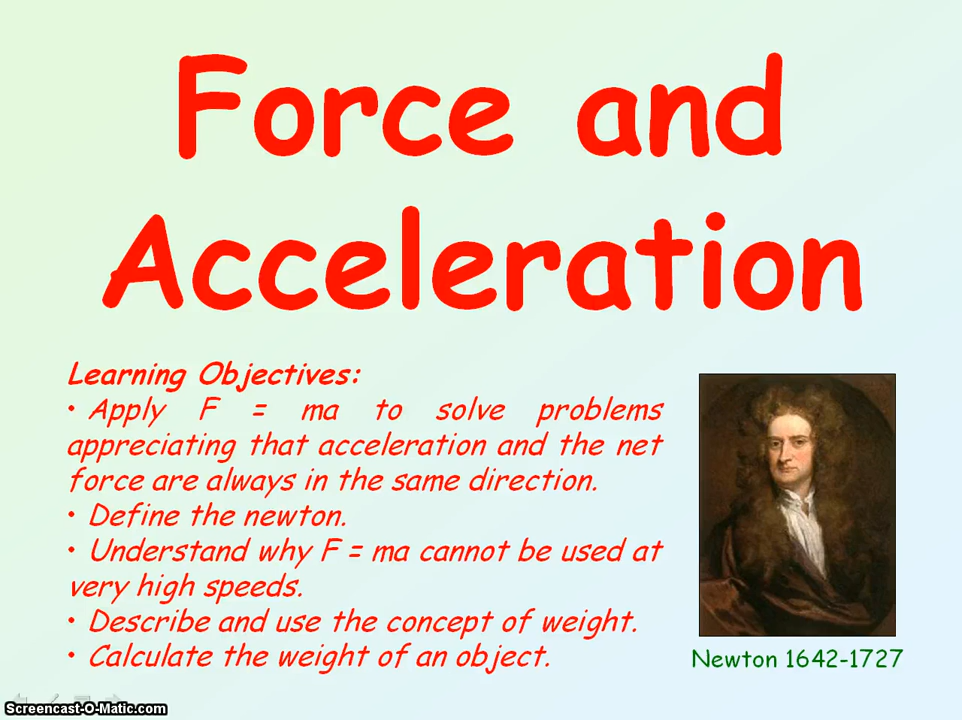 Force and
Acceleration
Learning Objectives:
• Apply F = ma to solve problems
appreciating that acceleration and the net
force are always in the same direction.
• Define the newton.
• Understand why F = ma cannot be used at
very high speeds.
• Describe and use the concept of weight.
• Calculate the weight of an object.
Newton 1642-1727
Screencast-O-Matic.com